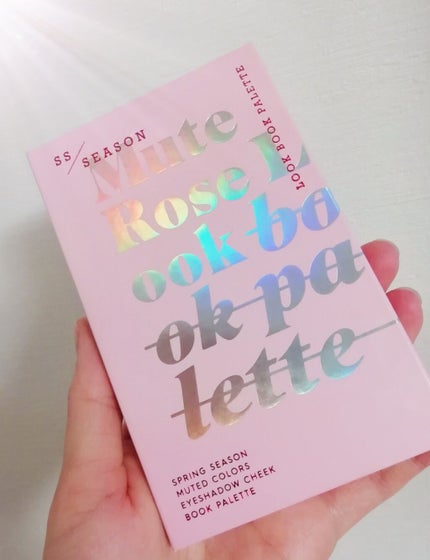 SS/SEASON
LOOK BOOK PALETTE
Mute
Rose L
ook bo
ok pa
lette
SPRING SEASON
MUTED COLORS
EYESHADOW CHEEK
BOOK PALETTE